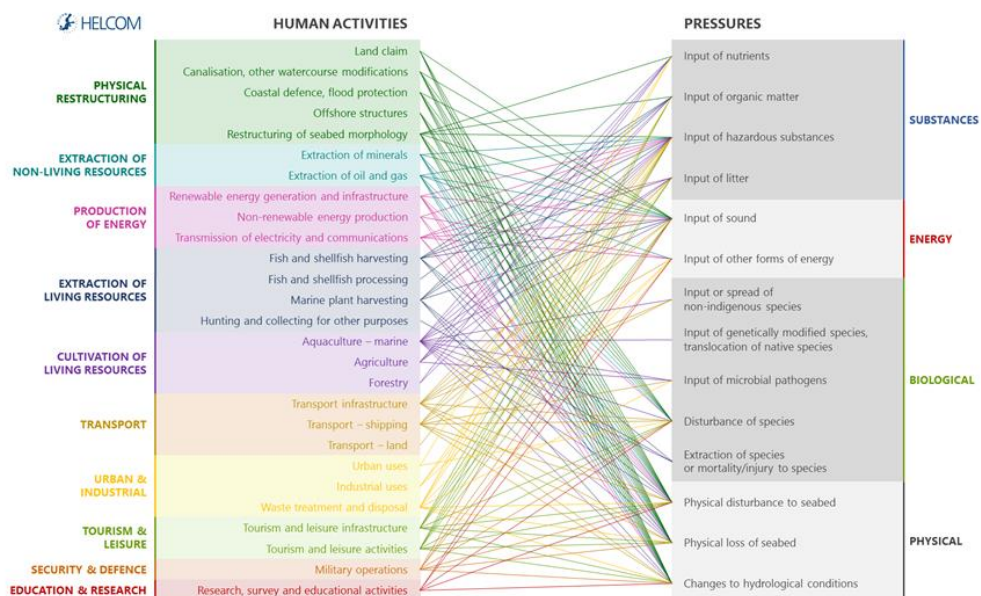 HELCOM
HUMAN ACTIVITIES
PRESSURES
PHYSICAL
RESTRUCTURING
Land claim
Canalisation, other watercourse modifications
Coastal defence, flood protection
Offshore structures
Restructuring of seabed morphology
EXTRACTION OF
NON-LIVING RESOURCES
Extraction of minerals
Extraction of oil and gas
PRODUCTION
OF ENERGY
Renewable energy generation and infrastructure
Non-renewable energy production
Transmission of electricity and communications
EXTRACTION OF
LIVING RESOURCES
Fish and shellfish harvesting
Fish and shellfish processing
Marine plant harvesting
Hunting and collecting for other purposes
CULTIVATION OF
LIVING RESOURCES
Aquaculture – marine
Agriculture
Forestry
TRANSPORT
Transport infrastructure
Transport – shipping
Transport – land
URBAN &
INDUSTRIAL
Urban uses
Industrial uses
Waste treatment and disposal
TOURISM &
LEISURE
Tourism and leisure infrastructure
Tourism and leisure activities
SECURITY & DEFENCE
Military operations
EDUCATION & RESEARCH
Research, survey and educational activities
Input of nutrients
Input of organic matter
Input of hazardous substances
Input of litter
SUBSTANCES
Input of sound
Input of other forms of energy
ENERGY
Input or spread of
non-indigenous species
Input of genetically modified species,
translocation of native species
Input of microbial pathogens
Disturbance of species
Extraction of species
or mortality/injury to species
BIOLOGICAL
Physical disturbance to seabed
Physical loss of seabed
Changes to hydrological conditions
PHYSICAL